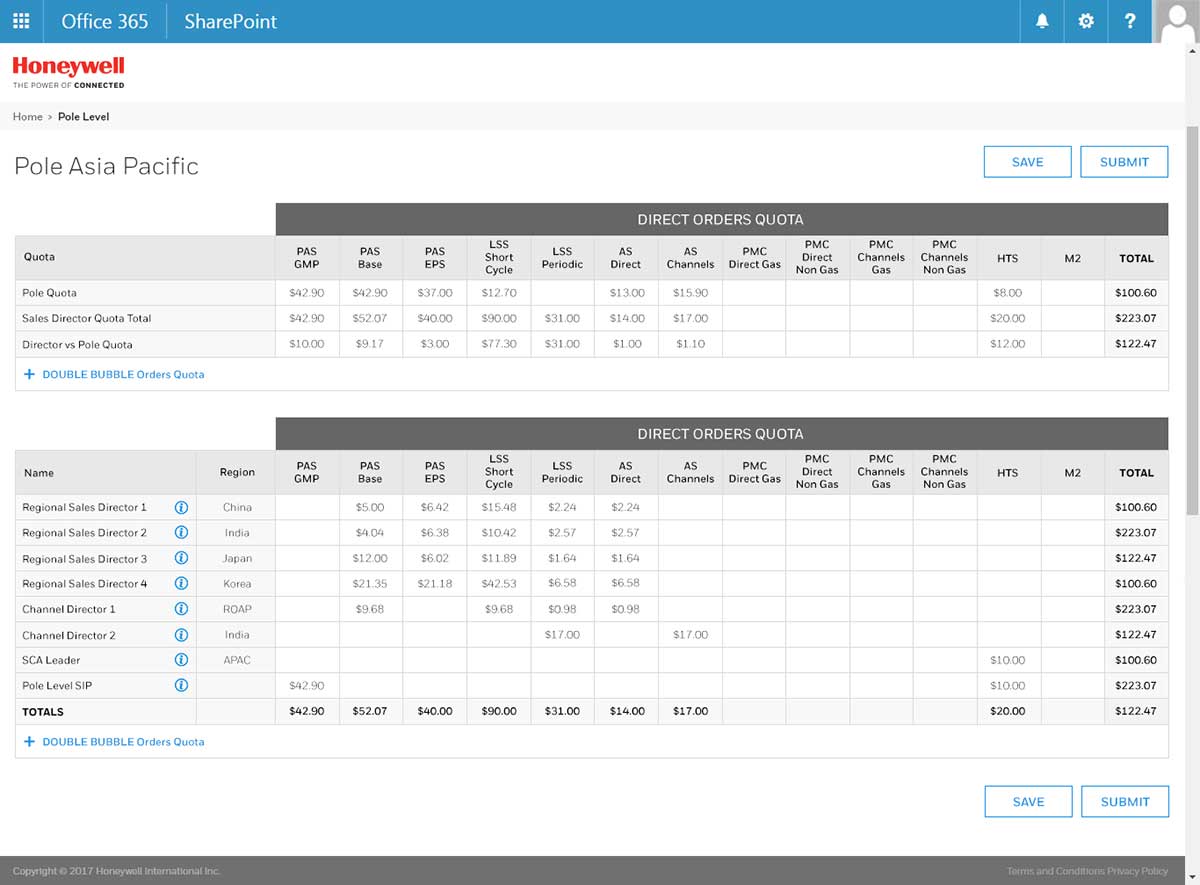 Office 365 SharePoint ?
Honeywell
THE POWER OF CONNECTED
Home > Pole Level
Pole Asia Pacific SAVE SUBMIT
DIRECT ORDERS QUOTA
Quota PAS GMP PAS Base PAS EPS LSS Short Cycle LSS Periodic AS Direct AS Channels PMC Direct Gas PMC Direct Non Gas PMC Channels Gas PMC Channels Non Gas HTS M2 TOTAL
Pole Quota $42.90 $42.90 $37.00 $12.70 $13.00 $15.90 $8.00 $100.60
Sales Director Quota Total $42.90 $52.07 $40.00 $90.00 $31.00 $14.00 $17.00 $20.00 $223.07
Director vs Pole Quota $10.00 $9.17 $3.00 $77.30 $31.00 $1.00 $1.10 $12.00 $122.47
+ DOUBLE BUBBLE Orders Quota
DIRECT ORDERS QUOTA
Name Region PAS GMP PAS Base PAS EPS LSS Short Cycle LSS Periodic AS Direct AS Channels PMC Direct Gas PMC Direct Non Gas PMC Channels Gas PMC Channels Non Gas HTS M2 TOTAL
Regional Sales Director 1 i China $5.00 $6.42 $15.48 $2.24 $2.24 $100.60
Regional Sales Director 2 i India $4.04 $6.38 $10.42 $2.57 $2.57 $223.07
Regional Sales Director 3 i Japan $12.00 $6.02 $11.89 $1.64 $1.64 $122.47
Regional Sales Director 4 i Korea $21.35 $21.18 $42.53 $6.58 $6.58 $100.60
Channel Director 1 i ROAP $9.68 $9.68 $0.98 $0.98 $223.07
Channel Director 2 i India $17.00 $17.00 $122.47
SCA Leader i APAC $10.00 $100.60
Pole Level SIP i $42.90 $10.00 $223.07
TOTALS $42.90 $52.07 $40.00 $90.00 $31.00 $14.00 $17.00 $20.00 $122.47
+ DOUBLE BUBBLE Orders Quota
SAVE SUBMIT
Copyright © 2017 Honeywell International Inc. Terms and Conditions Privacy Policy